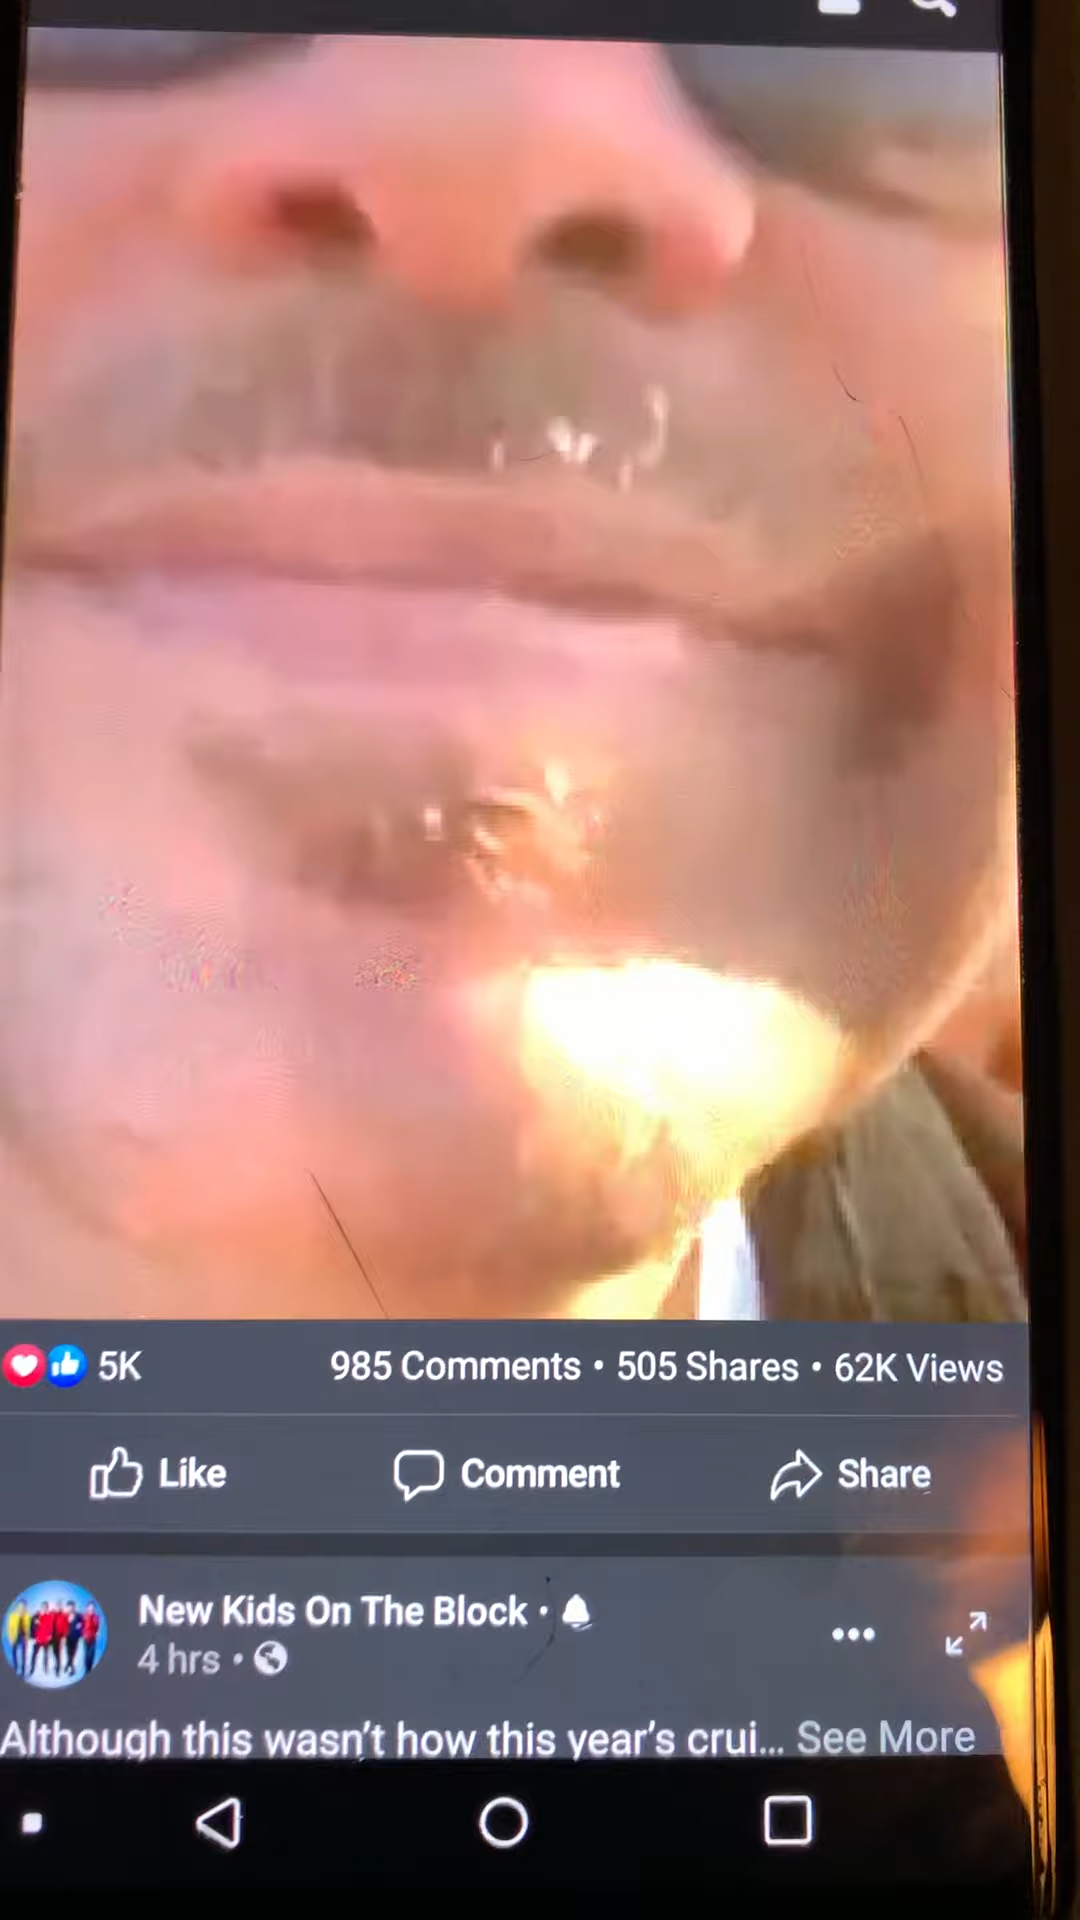 5K
985 Comments • 505 Shares • 62K Views
Like
Comment
Share
New Kids On The Block •
4 hrs •
Although this wasn't how this year's crui... See More